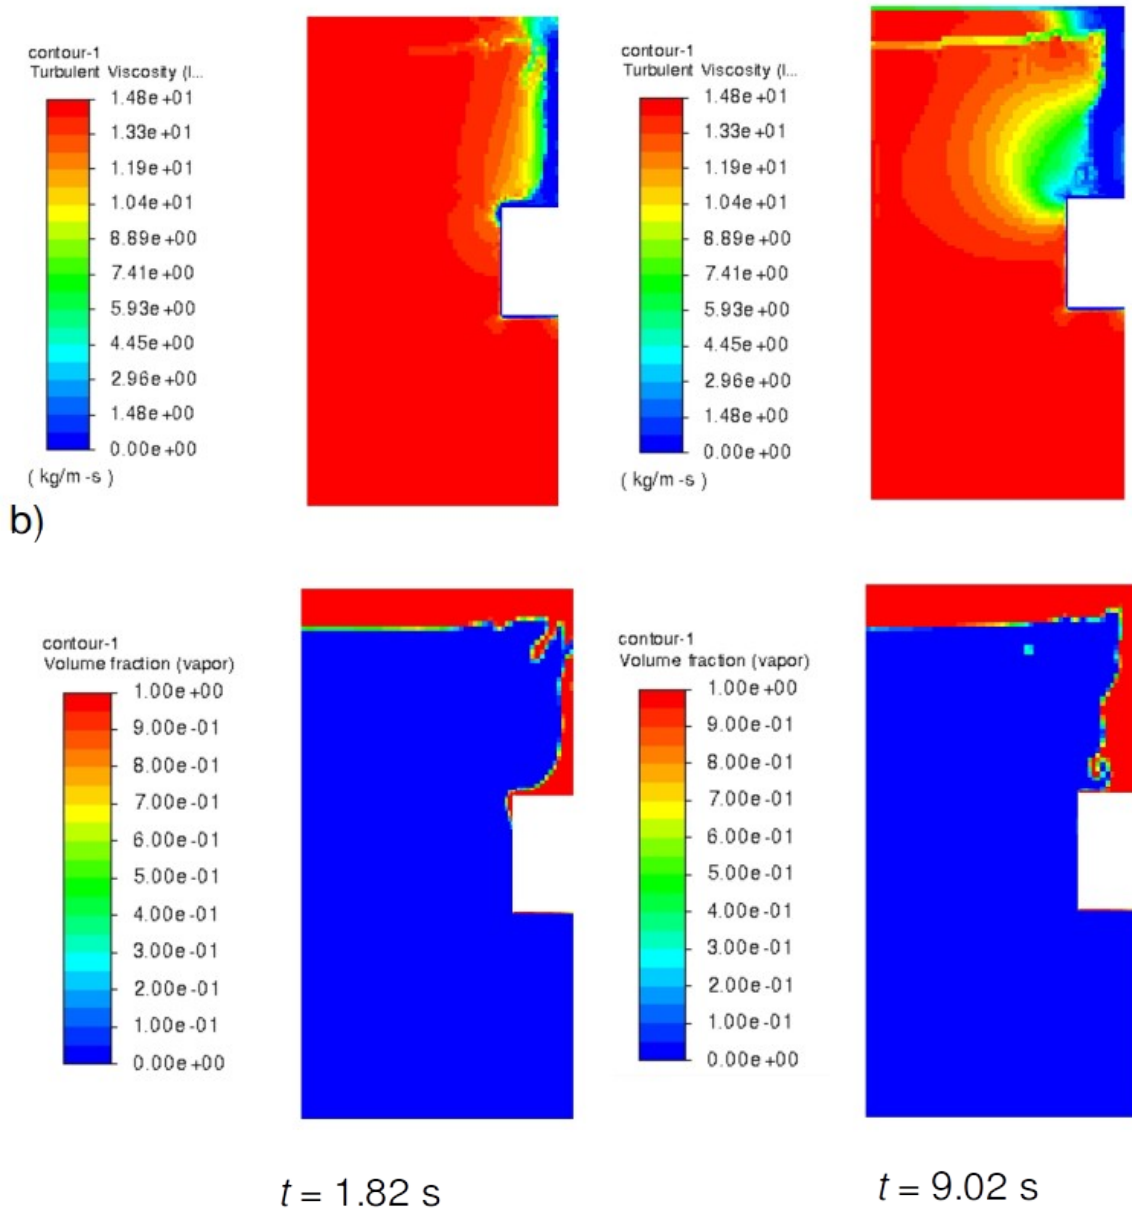 contour-1
Turbulent Viscosity (l...
1.48e +01
1.33e +01
1.19e +01
1.04e +01
8.89e +00
7.41e +00
5.93e +00
4.45e +00
2.96e +00
1.48e +00
0.00e +00
( kg/m -s )
contour-1
Turbulent Viscosity (l...
1.48e +01
1.33e +01
1.19e +01
1.04e +01
8.89e +00
7.41e +00
5.93e +00
4.45e +00
2.96e +00
1.48e +00
0.00e +00
( kg/m -s )
b)
contour-1
Volume fraction (vapor)
1.00e +00
9.00e -01
8.00e -01
7.00e -01
6.00e -01
5.00e -01
4.00e -01
3.00e -01
2.00e -01
1.00e -01
0.00e +00
contour-1
Volume fraction (vapor)
1.00e +00
9.00e -01
8.00e -01
7.00e -01
6.00e -01
5.00e -01
4.00e -01
3.00e -01
2.00e -01
1.00e -01
0.00e +00
t = 1.82 s
t = 9.02 s